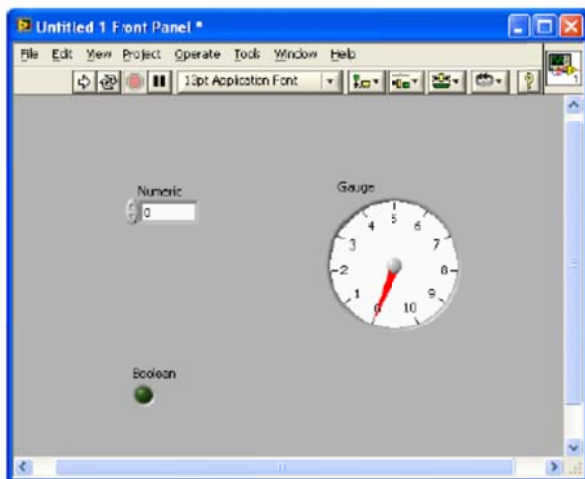 Untitled 1 Front Panel *
File Edit View Project Operate Tools Window Help
13pt Application Font
?
1
Numeric
0
Gauge
0 1 2 3 4 5 6 7 8 9 10
Boolean